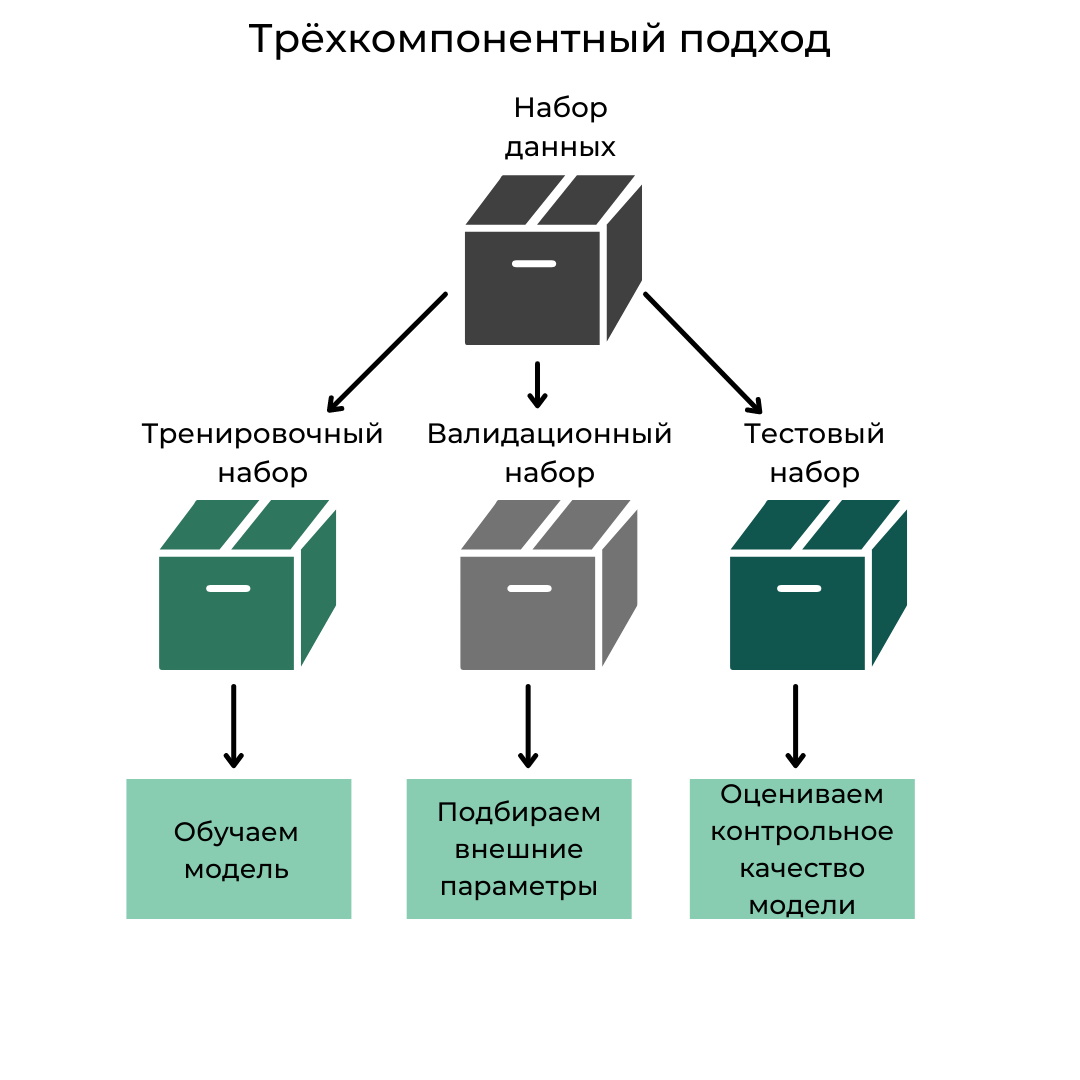 Трёхкомпонентный подход
Набор
данных
Тренировочный
набор
Валидационный
набор
Тестовый
набор
Обучаем
модель
Подбираем
внешние
параметры
Оцениваем
контрольное
качество
модели